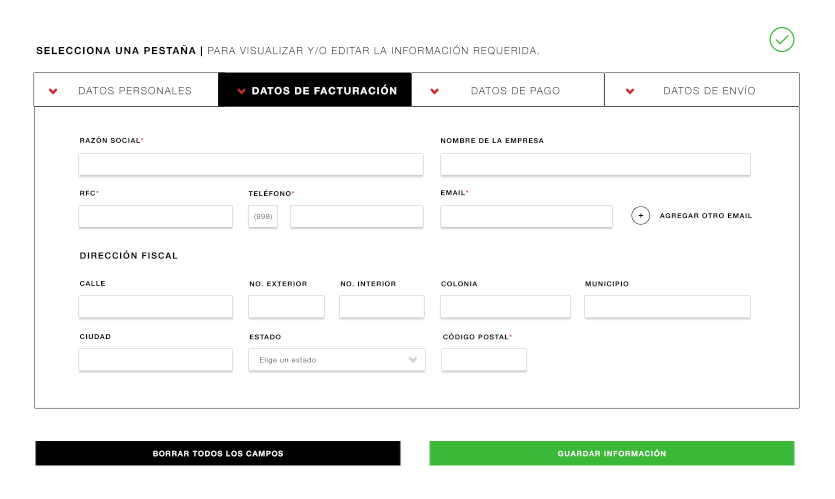 SELECCIONA UNA PESTAÑA | PARA VISUALIZAR Y/O EDITAR LA INFORMACIÓN REQUERIDA.
DATOS PERSONALES DATOS DE FACTURACIÓN DATOS DE PAGO DATOS DE ENVÍO
RAZÓN SOCIAL* NOMBRE DE LA EMPRESA
RFC* TELÉFONO* EMAIL*
(998) + AGREGAR OTRO EMAIL
DIRECCIÓN FISCAL
CALLE NO. EXTERIOR NO. INTERIOR COLONIA MUNICIPIO
CIUDAD ESTADO CÓDIGO POSTAL*
Elige un estado
BORRAR TODOS LOS CAMPOS GUARDAR INFORMACIÓN